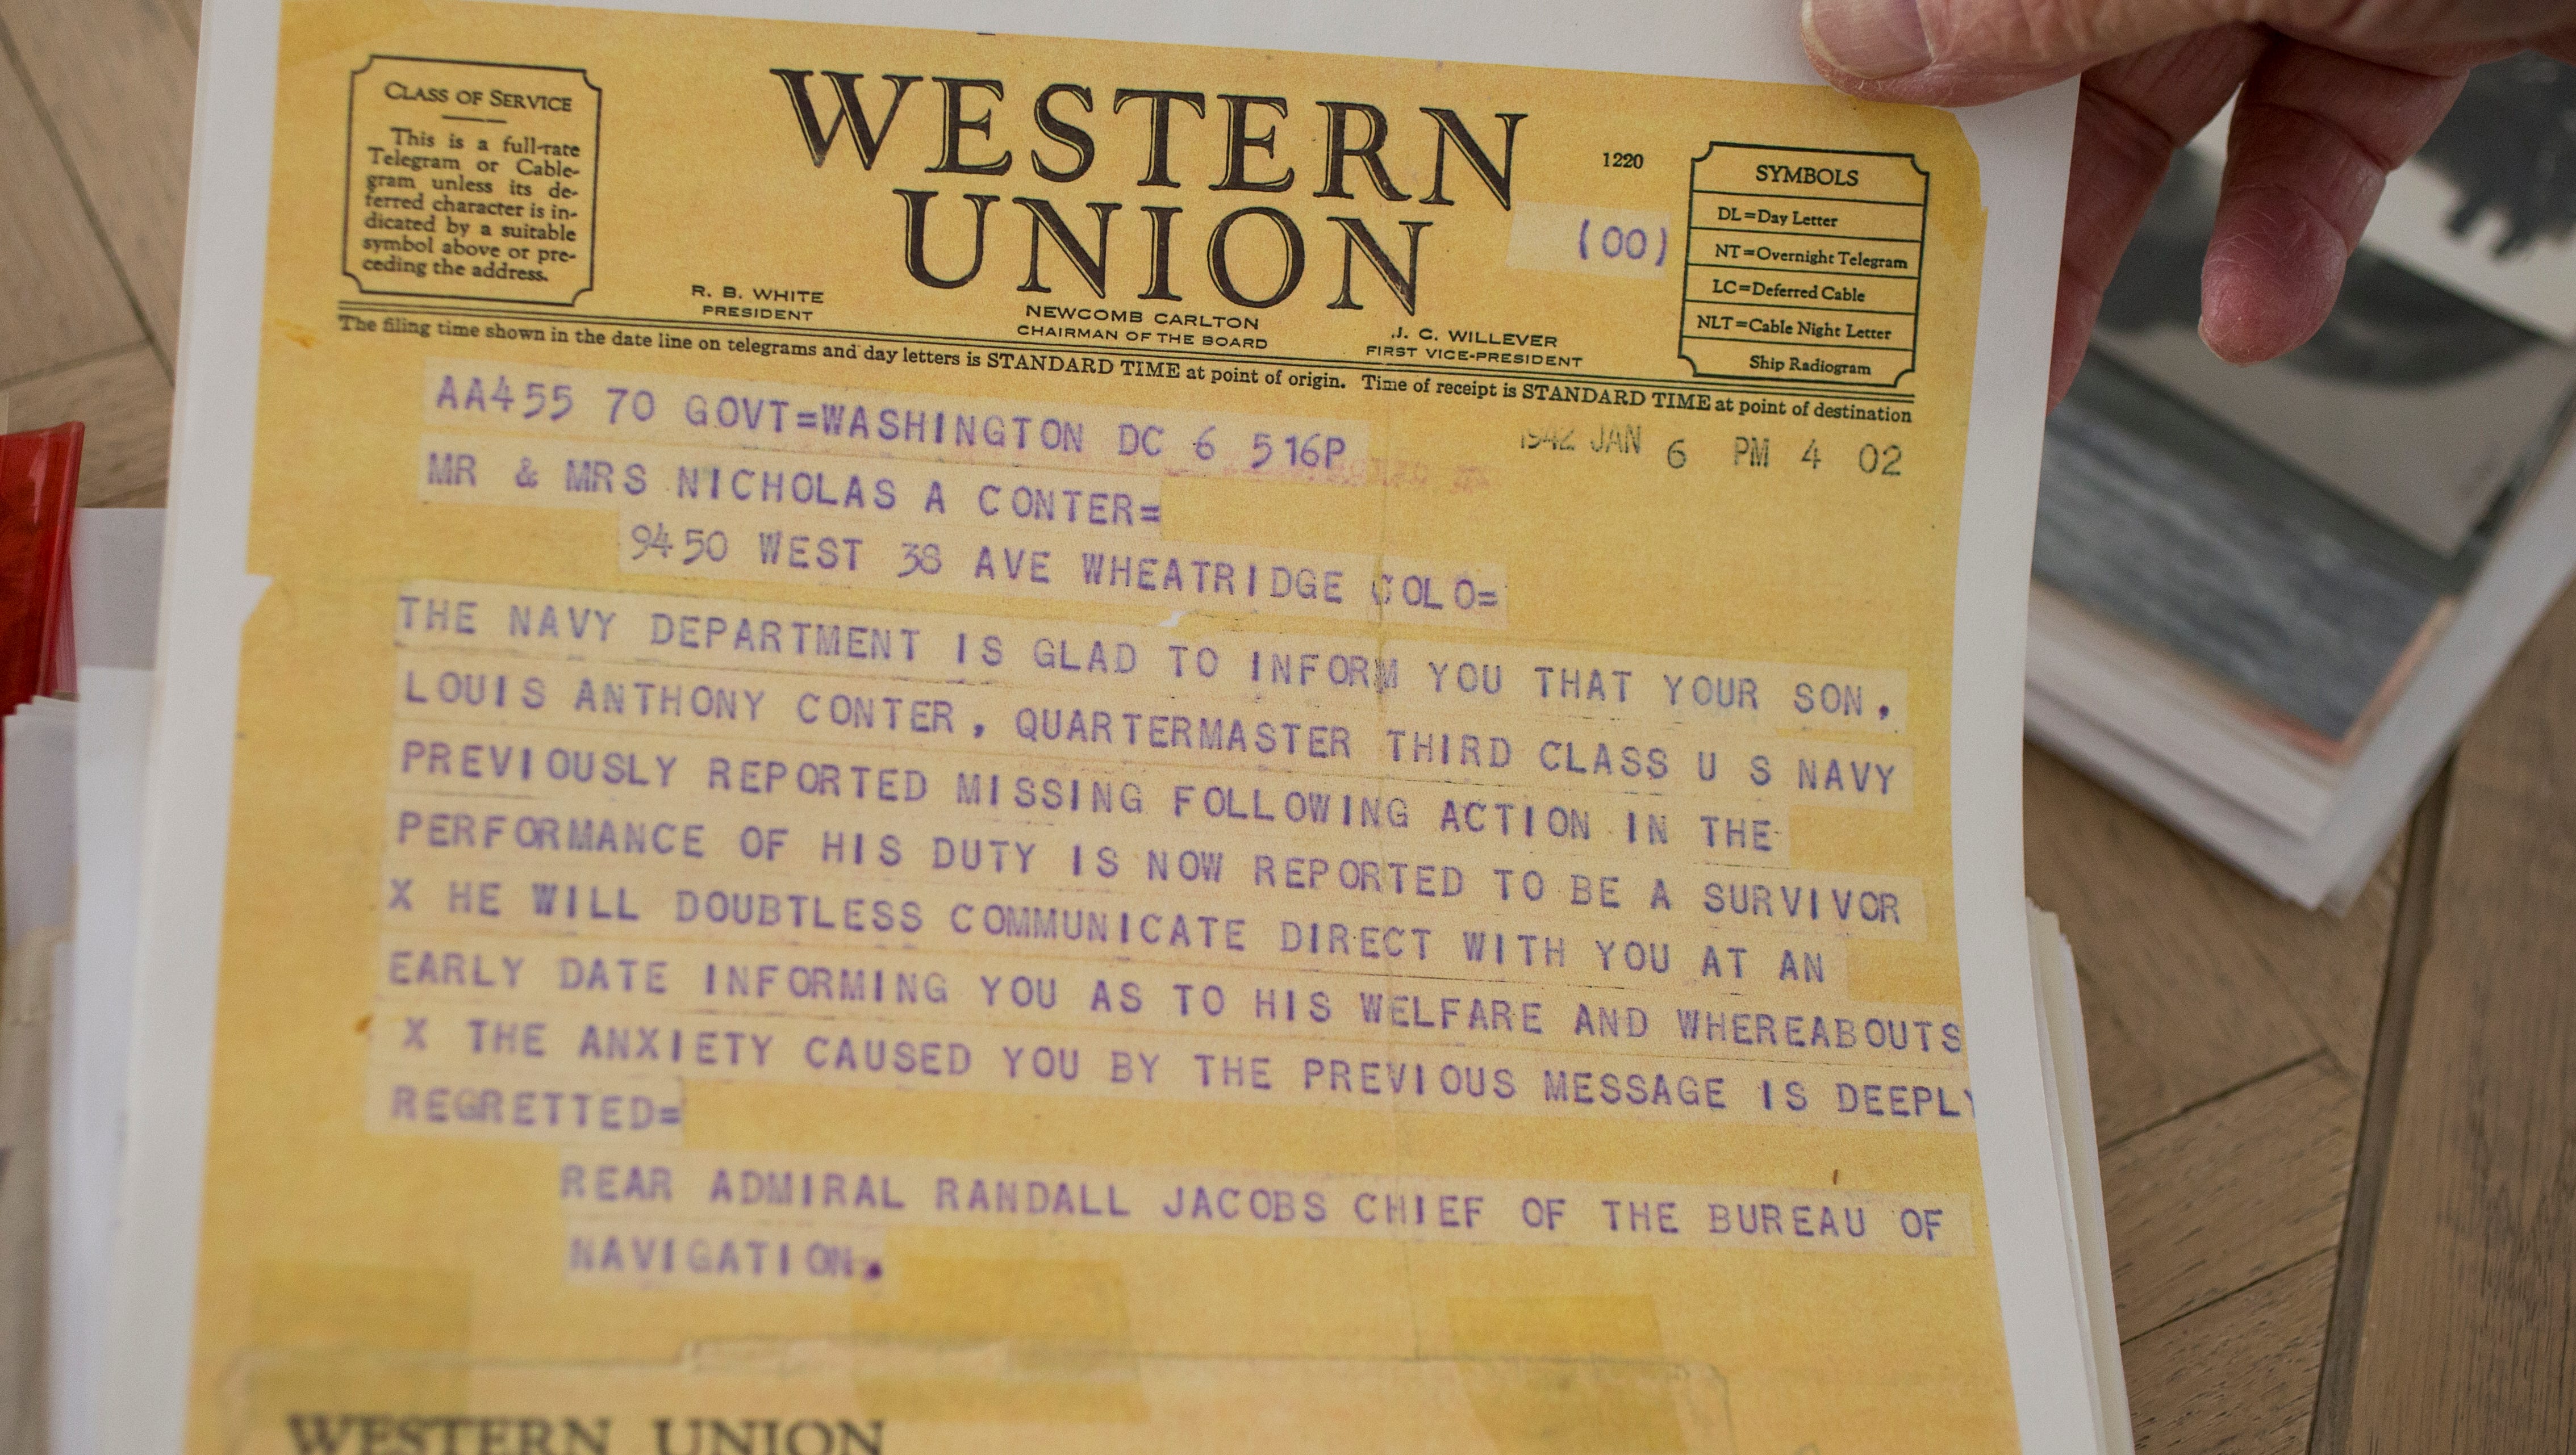 CLASS OF SERVICE
This is a full-rate
Telegram or Cable-
gram unless its de-
ferred character is in-
dicated by a suitable
symbol above or pre-
ceding the address.
WESTERN
UNION
1220
(00)
SYMBOLS
DL=Day Letter
NT=Overnight Telegram
LC=Deferred Cable
NLT=Cable Night Letter
Ship Radiogram
R. B. WHITE
PRESIDENT
NEWCOMB CARLTON
CHAIRMAN OF THE BOARD
J. C. WILLEVER
FIRST VICE-PRESIDENT
The filing time shown in the date line on telegrams and day letters is STANDARD TIME at point of origin. Time of receipt is STANDARD TIME at point of destination
AA455 70 GOVT=WASHINGTON DC 6 516P
1942 JAN 6 PM 4 02
MR & MRS NICHOLAS A CONTER=
9450 WEST 38 AVE WHEATRIDGE COLO=
THE NAVY DEPARTMENT IS GLAD TO INFORM YOU THAT YOUR SON,
LOUIS ANTHONY CONTER, QUARTERMASTER THIRD CLASS U S NAVY
PREVIOUSLY REPORTED MISSING FOLLOWING ACTION IN THE
PERFORMANCE OF HIS DUTY IS NOW REPORTED TO BE A SURVIVOR
X HE WILL DOUBTLESS COMMUNICATE DIRECT WITH YOU AT AN
EARLY DATE INFORMING YOU AS TO HIS WELFARE AND WHEREABOUTS
X THE ANXIETY CAUSED YOU BY THE PREVIOUS MESSAGE IS DEEPLY
REGRETTED=
REAR ADMIRAL RANDALL JACOBS CHIEF OF THE BUREAU OF
NAVIGATION.
WESTERN UNION